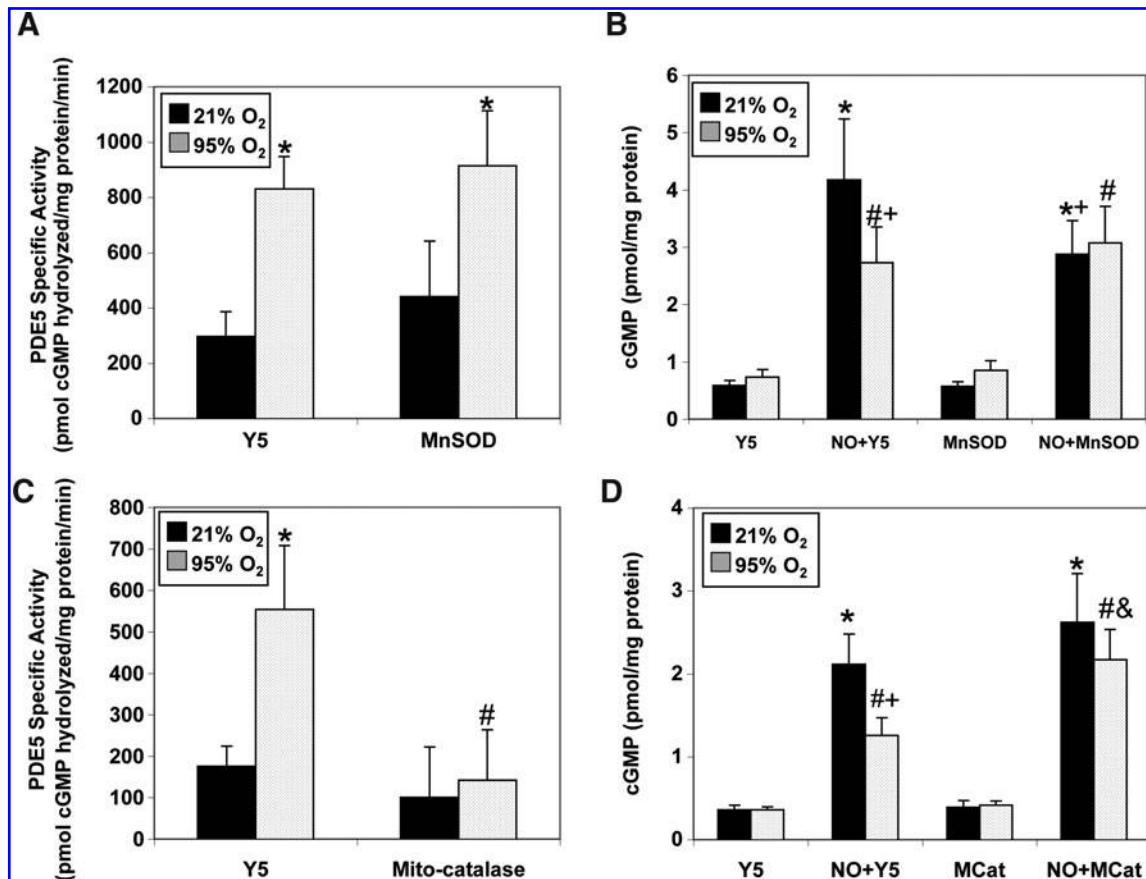 A
PDE5 Specific Activity
(pmol cGMP hydrolyzed/mg protein/min)
1200
1000
800
600
400
200
0
21% O₂
95% O₂
*
*
Y5
MnSOD
B
cGMP (pmol/mg protein)
6
5
4
3
2
1
0
21% O₂
95% O₂
*
#+
*+
#
Y5
NO+Y5
MnSOD
NO+MnSOD
C
PDE5 Specific Activity
(pmol cGMP hydrolyzed/mg protein/min)
800
700
600
500
400
300
200
100
0
21% O₂
95% O₂
*
#
Y5
Mito-catalase
D
cGMP (pmol/mg protein)
4
3
2
1
0
21% O₂
95% O₂
*
#+
*
#&
Y5
NO+Y5
MCat
NO+MCat